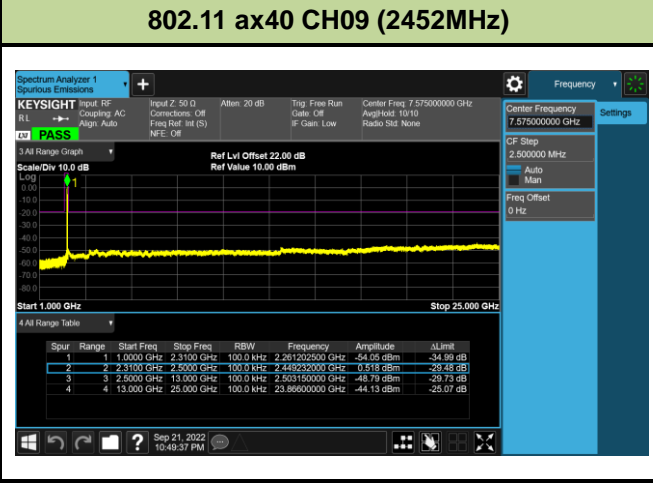 802.11 ax40 CH09 (2452MHz)
Spectrum Analyzer 1
Spurious Emissions
+
Frequency
KEYSIGHT Input: RF Input Z: 50 Ω Atten: 20 dB Trig: Free Run Center Freq: 7.575000000 GHz
RL Coupling: AC Corrections: Off Gate: Off Avg|Hold: 10/10
Align: Auto Freq Ref: Int (S) IF Gain: Low Radio Std: None
LXI PASS NFE: Off
Center Frequency
7.575000000 GHz
Settings
CF Step
2.500000 MHz
Auto
Man
Freq Offset
0 Hz
3 All Range Graph
Ref Lvl Offset 22.00 dB
Scale/Div 10.0 dB Ref Value 10.00 dBm
Log
1
0.00
-10.0
-20.0
-30.0
-40.0
-50.0
-60.0
-70.0
-80.0
Start 1.000 GHz Stop 25.000 GHz
4 All Range Table
Spur Range Start Freq Stop Freq RBW Frequency Amplitude ΔLimit
1 1 1.0000 GHz 2.3100 GHz 100.0 kHz 2.261202500 GHz -54.05 dBm -34.99 dB
2 2 2.3100 GHz 2.5000 GHz 100.0 kHz 2.449232000 GHz 0.518 dBm -29.48 dB
3 3 2.5000 GHz 13.000 GHz 100.0 kHz 2.503150000 GHz -48.79 dBm -29.73 dB
4 4 13.000 GHz 25.000 GHz 100.0 kHz 23.86600000 GHz -44.13 dBm -25.07 dB
?
Sep 21, 2022
10:49:37 PM